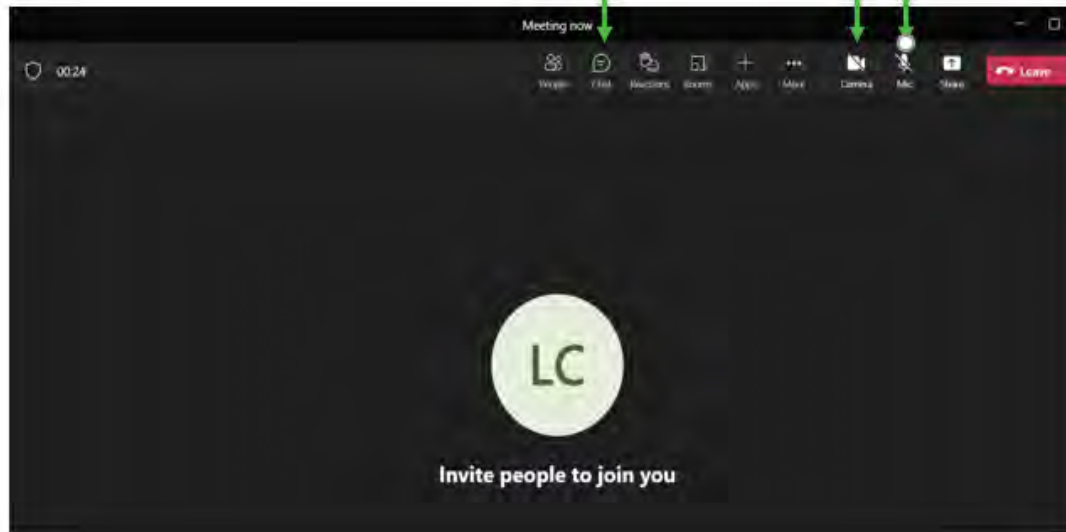 Meeting now
00:24
People Chat Reactions Rooms Apps More Camera Mic Share Leave
LC
Invite people to join you